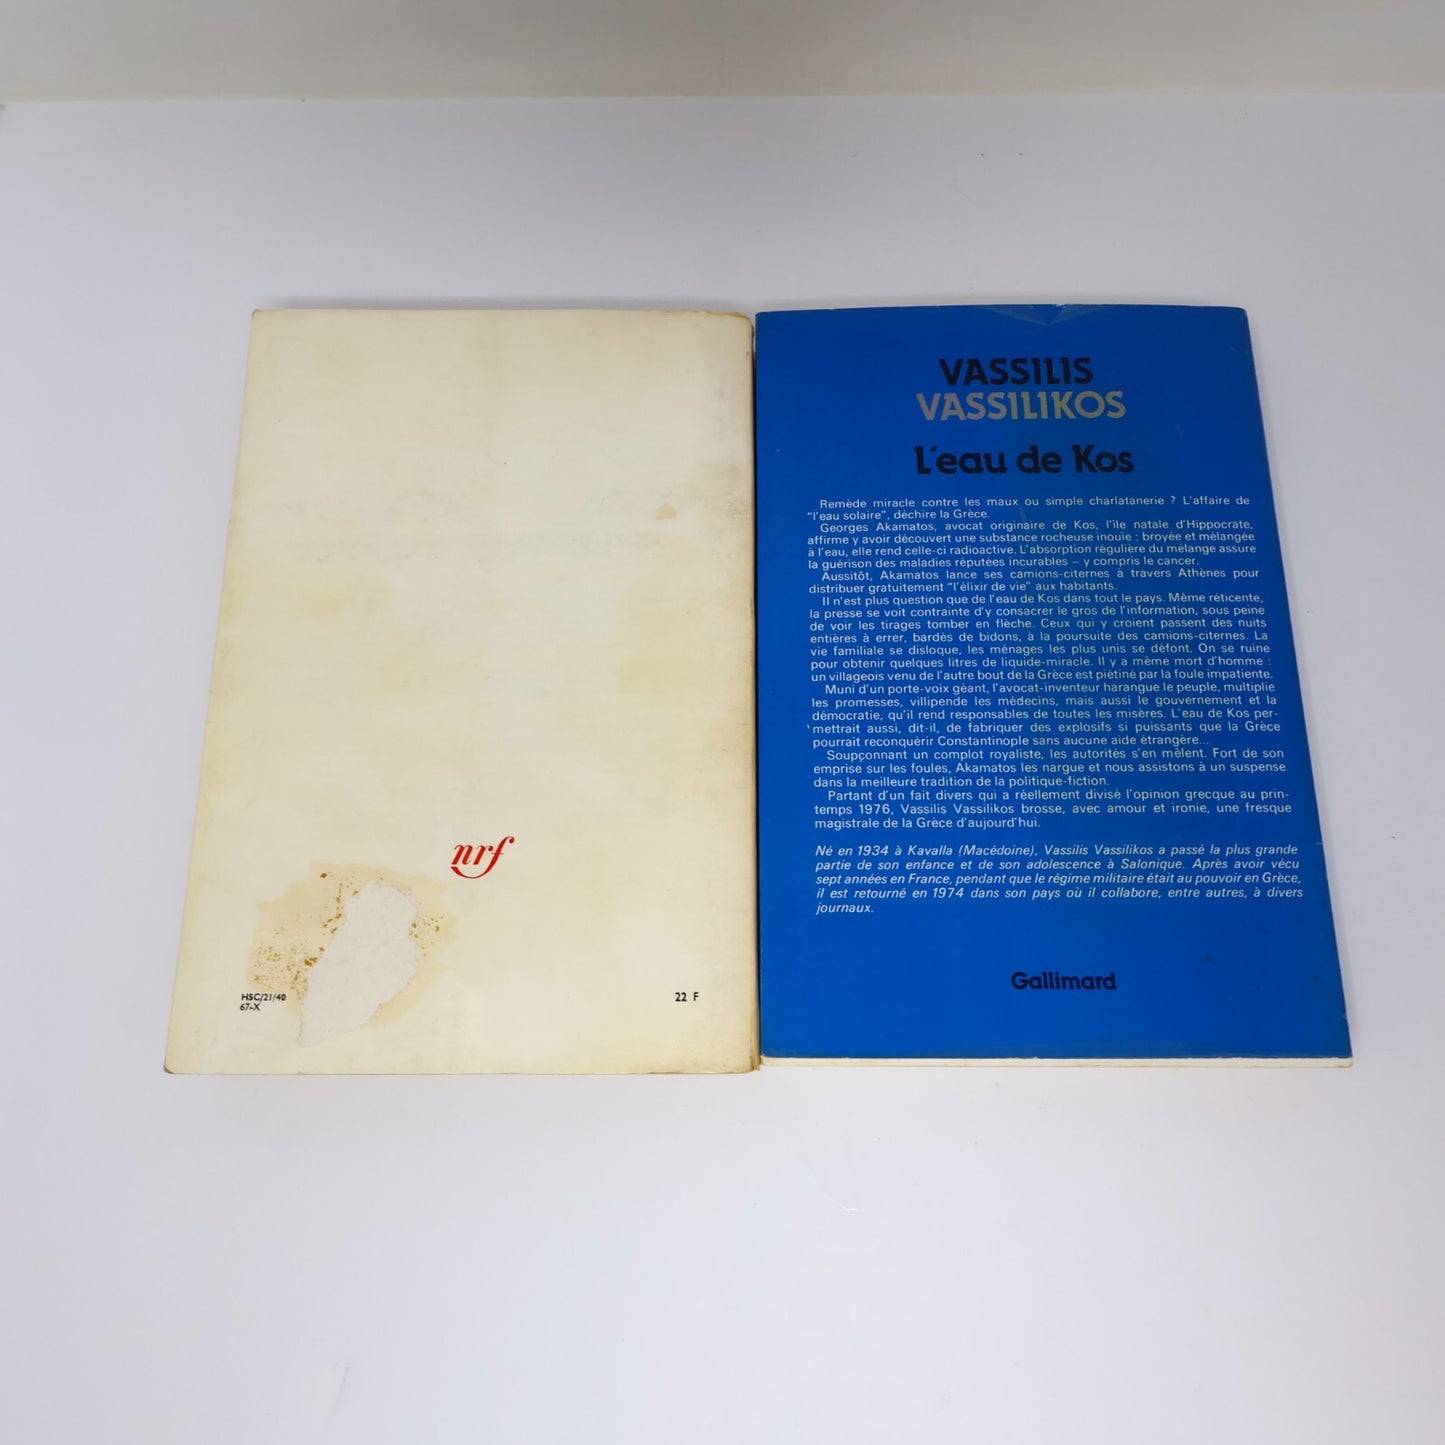 nrf
HSC/21/40
67-X
22 F
VASSILIS
VASSILIKOS
L'eau de Kos
Remède miracle contre les maux ou simple charlatanerie ? L'affaire de
"l'eau solaire", déchire la Grèce.
Georges Akamatos, avocat originaire de Kos, l'île natale d'Hippocrate,
affirme y avoir découvert une substance rocheuse inouïe : broyée et mélangée
à l'eau, elle rend celle-ci radioactive. L'absorption régulière du mélange assure
la guérison des maladies réputées incurables – y compris le cancer.
Aussitôt, Akamatos lance ses camions-citernes à travers Athènes pour
distribuer gratuitement "l'élixir de vie" aux habitants.
Il n'est plus question que de l'eau de Kos dans tout le pays. Même réticente,
la presse se voit contrainte d'y consacrer le gros de l'information, sous peine
de voir les tirages tomber en flèche. Ceux qui y croient passent des nuits
entières à errer, bardés de bidons, à la poursuite des camions-citernes. La
vie familiale se disloque, les ménages les plus unis se défont. On se ruine
pour obtenir quelques litres de liquide-miracle. Il y a même mort d'homme :
un villageois venu de l'autre bout de la Grèce est piétiné par la foule impatiente.
Muni d'un porte-voix géant, l'avocat-inventeur harangue le peuple, multiplie
les promesses, villipende les médecins, mais aussi le gouvernement et la
démocratie, qu'il rend responsables de toutes les misères. L'eau de Kos per-
mettrait aussi, dit-il, de fabriquer des explosifs si puissants que la Grèce
pourrait reconquérir Constantinople sans aucune aide étrangère...
Soupçonnant un complot royaliste, les autorités s'en mêlent. Fort de son
emprise sur les foules, Akamatos les nargue et nous assistons à un suspense
dans la meilleure tradition de la politique-fiction.
Partant d'un fait divers qui a réellement divisé l'opinion grecque au prin-
temps 1976, Vassilis Vassilikos brosse, avec amour et ironie, une fresque
magistrale de la Grèce d'aujourd'hui.
Né en 1934 à Kavalla (Macédoine), Vassilis Vassilikos a passé la plus grande
partie de son enfance et de son adolescence à Salonique. Après avoir vécu
sept années en France, pendant que le régime militaire était au pouvoir en Grèce,
il est retourné en 1974 dans son pays où il collabore, entre autres, à divers
journaux.
Gallimard